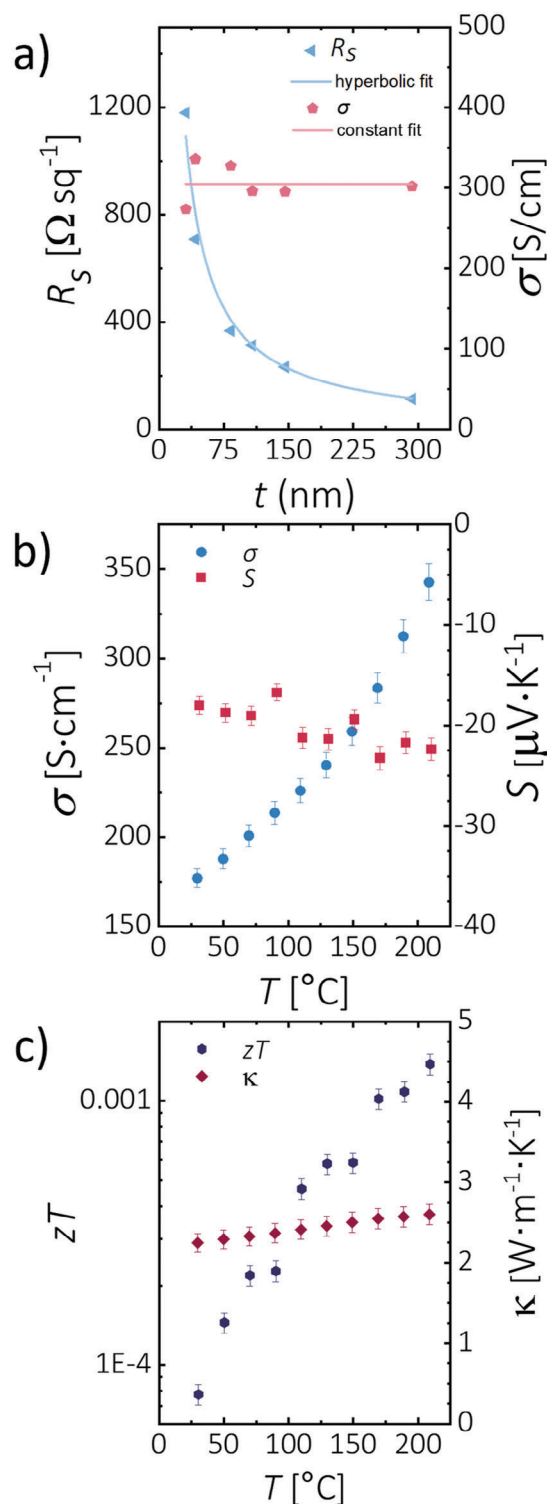 a)
R_S
hyperbolic fit
σ
constant fit
R_S [Ω sq⁻¹]
1200
800
400
0
σ [S/cm]
500
400
300
200
100
0
0 75 150 225 300
t (nm)
b)
σ
S
σ [S·cm⁻¹]
350
300
250
200
150
S [µV·K⁻¹]
0
-10
-20
-30
-40
0 50 100 150 200
T [°C]
c)
zT
κ
zT
0.001
1E-4
κ [W·m⁻¹·K⁻¹]
5
4
3
2
1
0
0 50 100 150 200
T [°C]